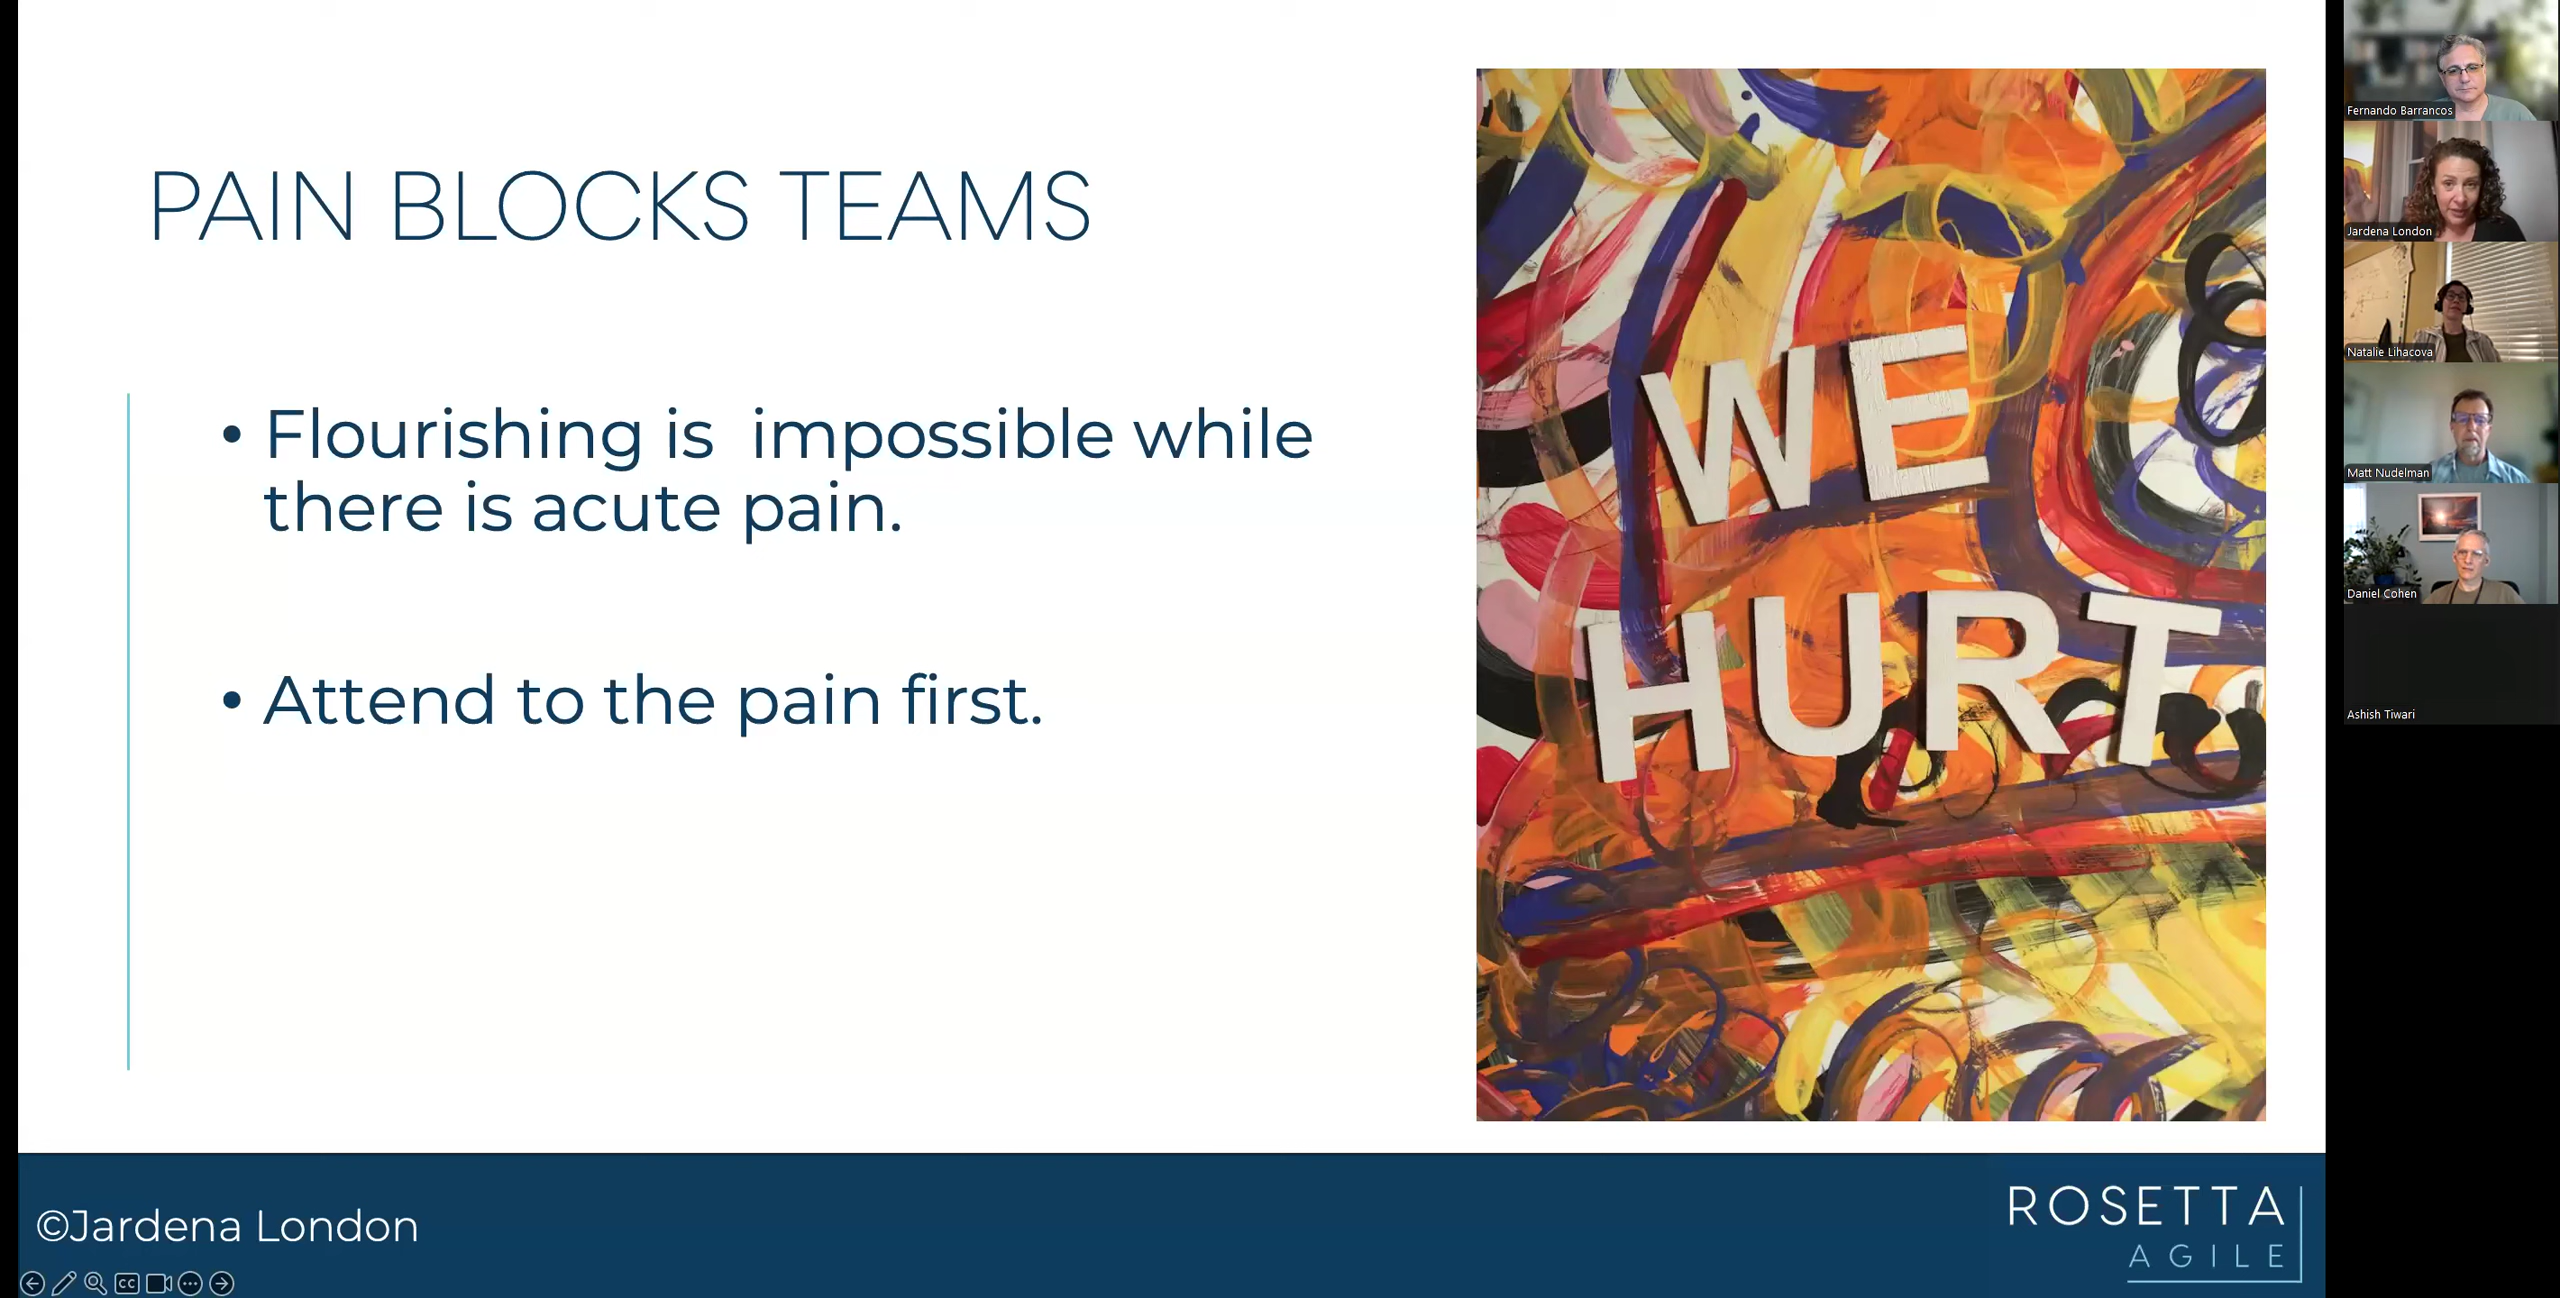 PAIN BLOCKS TEAMS
• Flourishing is  impossible while
there is acute pain.
• Attend to the pain first.
WE
HURT
©Jardena London
ROSETTA
AGILE
CC
Fernando Barrancos
Jardena London
Natalie Lihacova
Matt Nudelman
Daniel Cohen
Ashish Tiwari